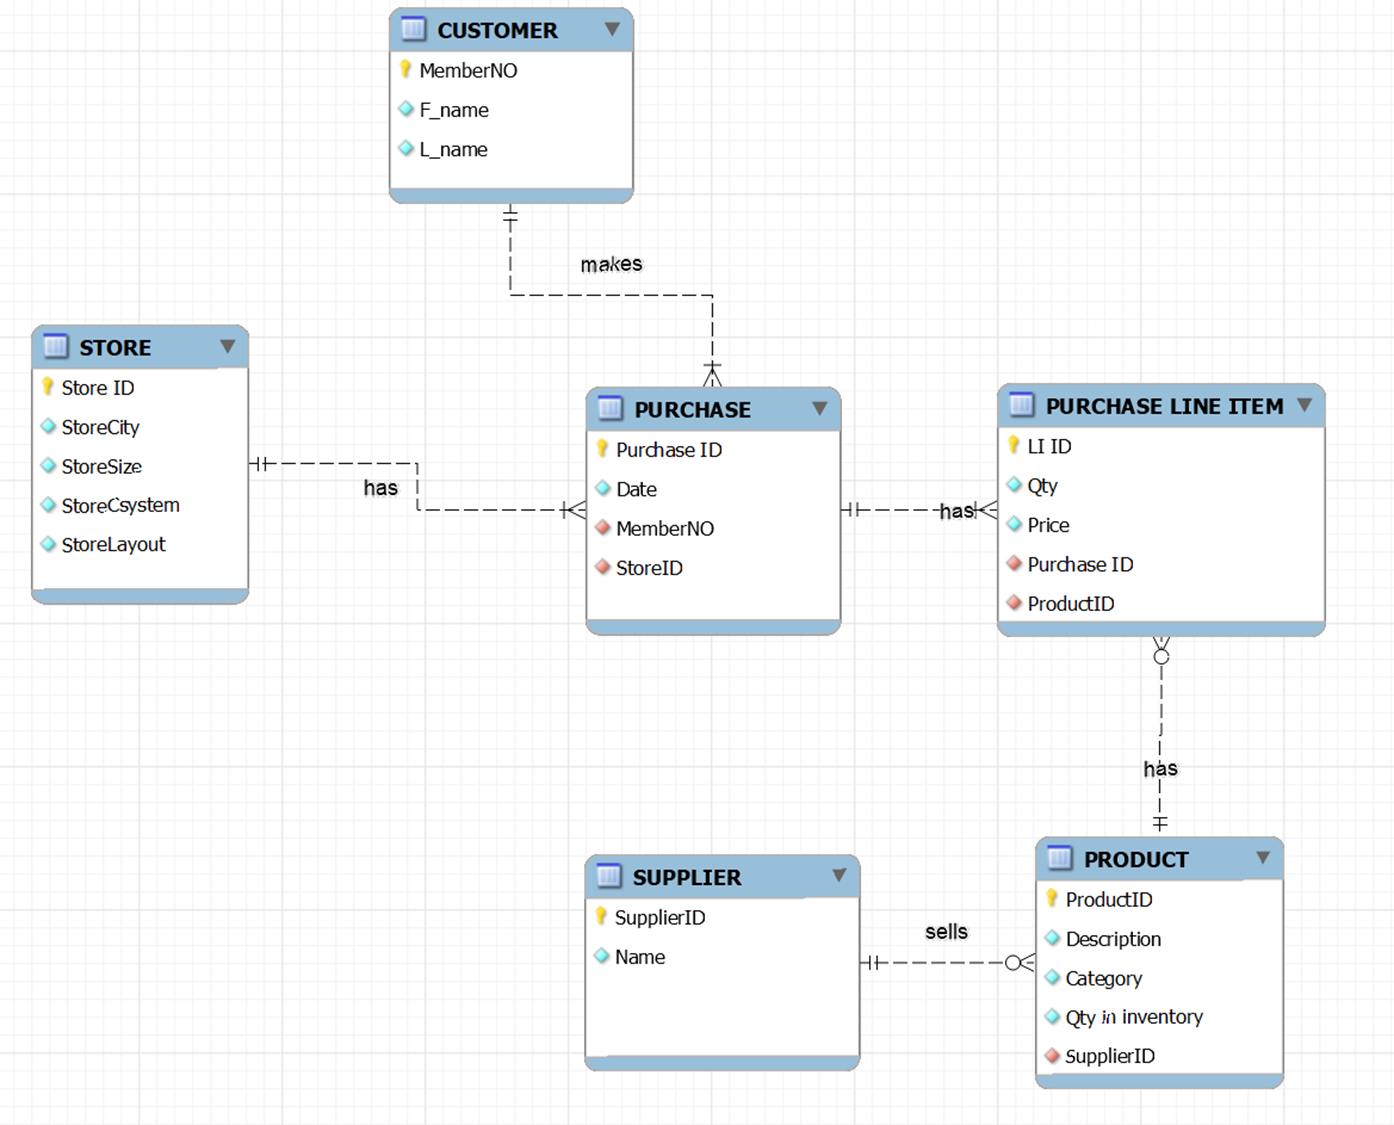 CUSTOMER
MemberNO
F_name
L_name
makes
STORE
Store ID
StoreCity
StoreSize
StoreCsystem
StoreLayout
has
PURCHASE
Purchase ID
Date
MemberNO
StoreID
has
PURCHASE LINE ITEM
LI ID
Qty
Price
Purchase ID
ProductID
has
SUPPLIER
SupplierID
Name
sells
PRODUCT
ProductID
Description
Category
Qty in inventory
SupplierID